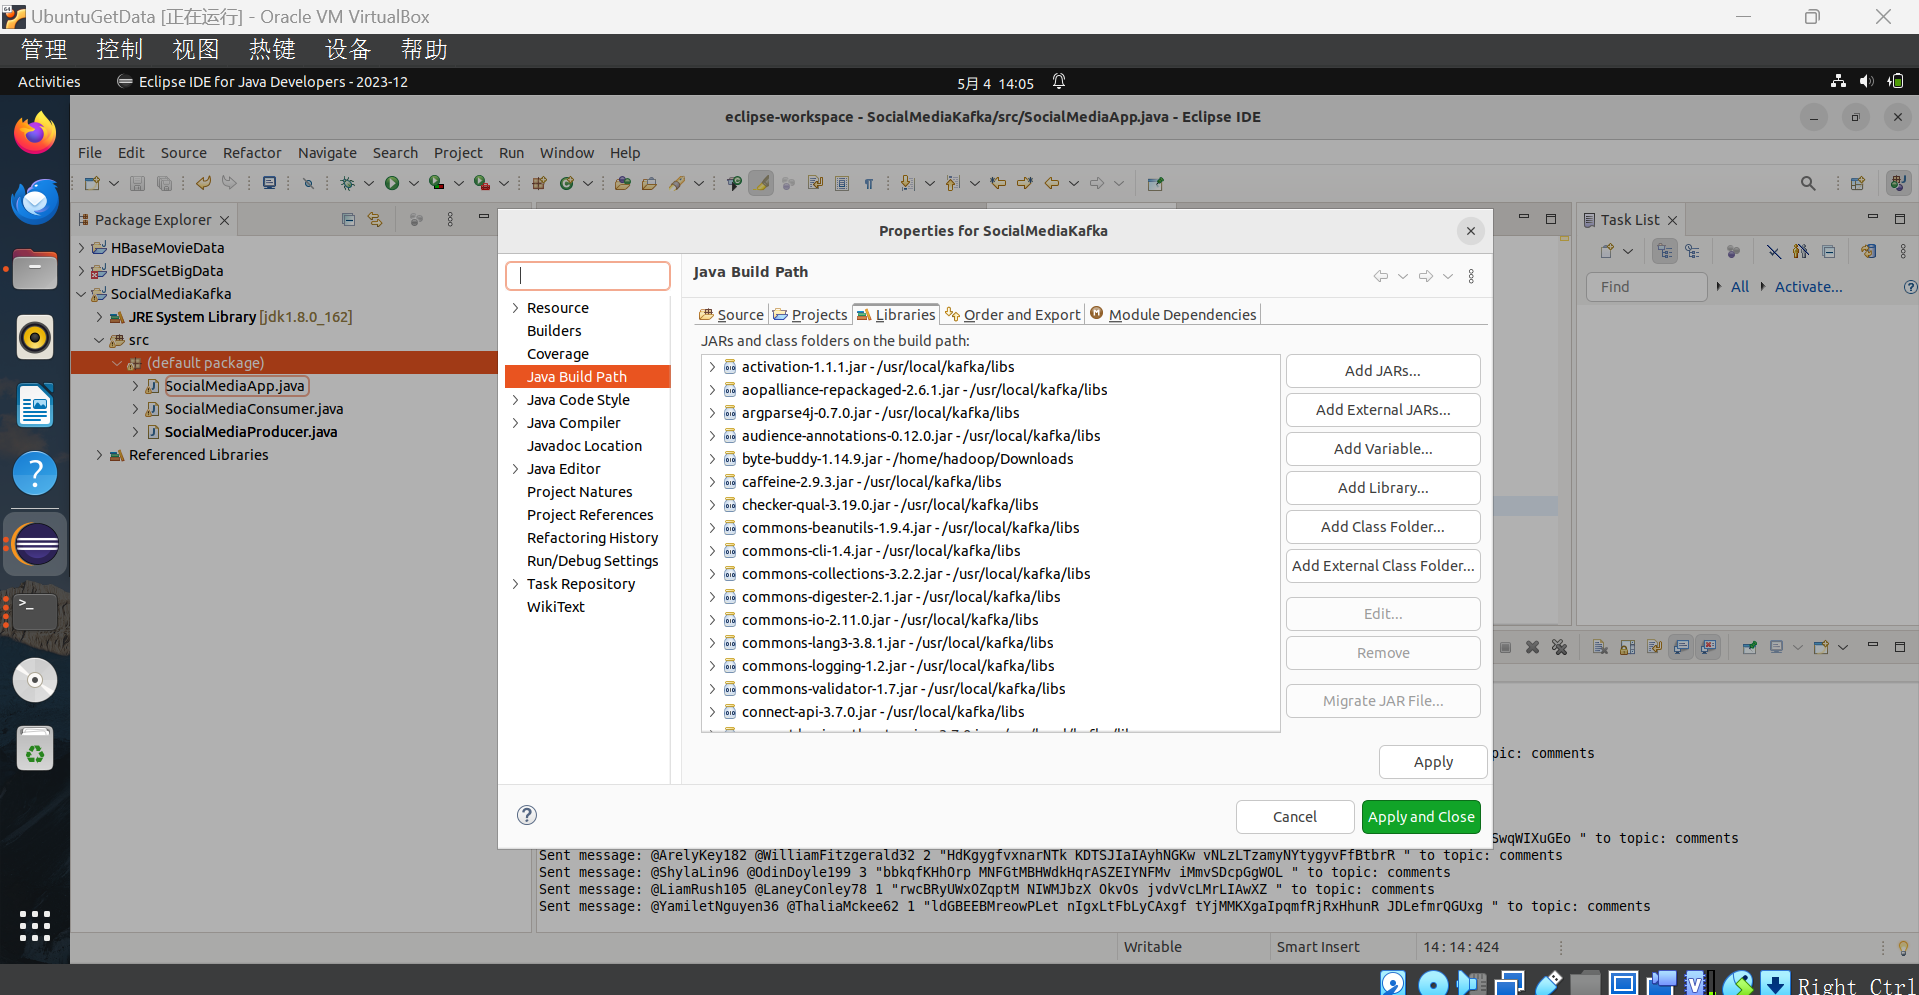 UbuntuGetData [正在运行] - Oracle VM VirtualBox
管理 控制 视图 热键 设备 帮助
Activities Eclipse IDE for Java Developers - 2023-12 5月 4 14:05
eclipse-workspace - SocialMediaKafka/src/SocialMediaApp.java - Eclipse IDE
File Edit Source Refactor Navigate Search Project Run Window Help
Package Explorer
HBaseMovieData
HDFSGetBigData
SocialMediaKafka
JRE System Library [jdk1.8.0_162]
src
(default package)
SocialMediaApp.java
SocialMediaConsumer.java
SocialMediaProducer.java
Referenced Libraries
Properties for SocialMediaKafka
Resource
Builders
Coverage
Java Build Path
Java Code Style
Java Compiler
Javadoc Location
Java Editor
Project Natures
Project References
Refactoring History
Run/Debug Settings
Task Repository
WikiText
Java Build Path
Source Projects Libraries Order and Export Module Dependencies
JARs and class folders on the build path:
activation-1.1.1.jar - /usr/local/kafka/libs
aopalliance-repackaged-2.6.1.jar - /usr/local/kafka/libs
argparse4j-0.7.0.jar - /usr/local/kafka/libs
audience-annotations-0.12.0.jar - /usr/local/kafka/libs
byte-buddy-1.14.9.jar - /home/hadoop/Downloads
caffeine-2.9.3.jar - /usr/local/kafka/libs
checker-qual-3.19.0.jar - /usr/local/kafka/libs
commons-beanutils-1.9.4.jar - /usr/local/kafka/libs
commons-cli-1.4.jar - /usr/local/kafka/libs
commons-collections-3.2.2.jar - /usr/local/kafka/libs
commons-digester-2.1.jar - /usr/local/kafka/libs
commons-io-2.11.0.jar - /usr/local/kafka/libs
commons-lang3-3.8.1.jar - /usr/local/kafka/libs
commons-logging-1.2.jar - /usr/local/kafka/libs
commons-validator-1.7.jar - /usr/local/kafka/libs
connect-api-3.7.0.jar - /usr/local/kafka/libs
Add JARs...
Add External JARs...
Add Variable...
Add Library...
Add Class Folder...
Add External Class Folder...
Edit...
Remove
Migrate JAR File...
Apply
Cancel
Apply and Close
Task List
Find All Activate...
pic: comments
SwqWIXuGEo " to topic: comments
Sent message: @ArelyKey182 @WilliamFitzgerald32 2 "HdKgygfvxnarNTk KDTSJIaIAyhNGKw vNLzLTzamyNYtygyvFfBtbrR " to topic: comments
Sent message: @ShylaLin96 @OdinDoyle199 3 "bbkqfKHhOrp MNFGtMBHWdkHqrASZEIYNFMv iMmvSDcpGgWOL " to topic: comments
Sent message: @LiamRush105 @LaneyConley78 1 "rwcBRyUWxOZqptM NIWMJbzX OkvOs jvdvVcLMrLIAwXZ " to topic: comments
Sent message: @YamiletNguyen36 @ThaliaMckee62 1 "ldGBEEBMreowPLet nIgxLtFbLyCAxgf tYjMMKXgaIpqmfRjRxHhunR JDLefmrQGUxg " to topic: comments
Writable Smart Insert 14 : 14 : 424
Right Ctrl